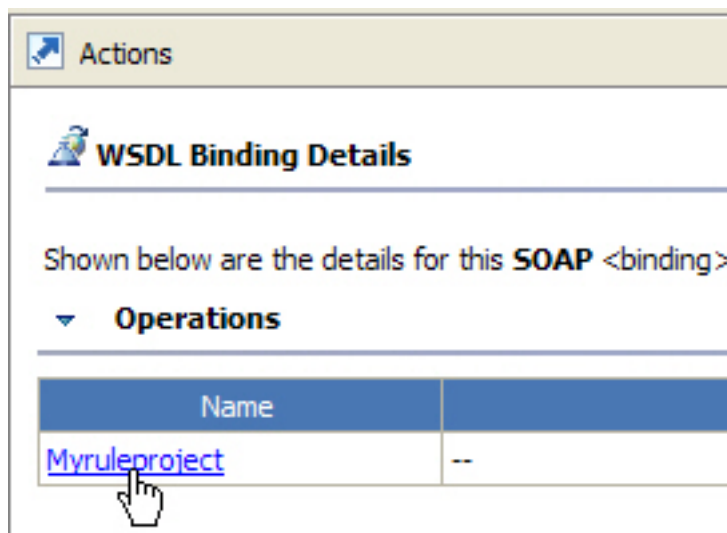 Actions
WSDL Binding Details
Shown below are the details for this SOAP <binding>
Operations
Name
Myruleproject --